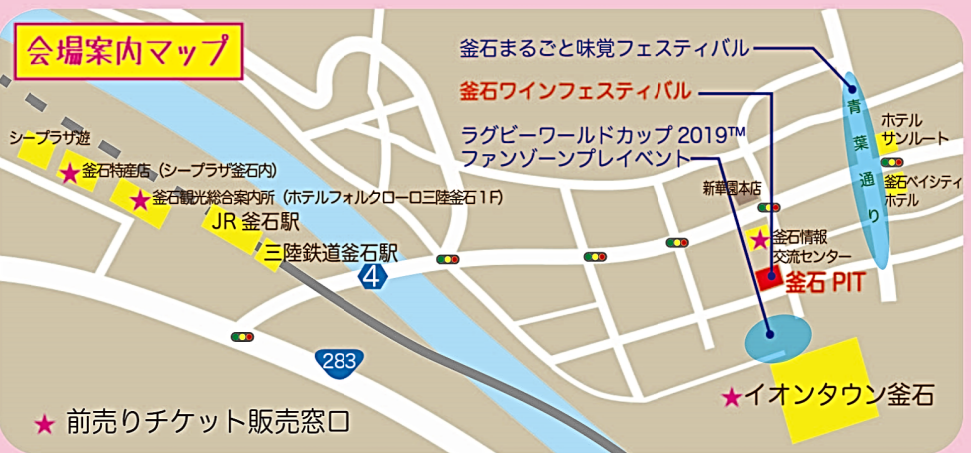 会場案内マップ
釜石まるごと味覚フェスティバル
釜石ワインフェスティバル
ラグビーワールドカップ 2019™
ファンゾーンプレイベント
青葉通り
ホテル
サンルート
釜石ベイシティ
ホテル
新華園本店
シープラザ遊
★ 釜石特産店（シープラザ釜石内）
★ 釜石観光総合案内所（ホテルフォルクローロ三陸釜石1F）
JR 釜石駅
三陸鉄道釜石駅
4
★ 釜石情報
交流センター
釜石 PIT
283
★イオンタウン釜石
★ 前売りチケット販売窓口